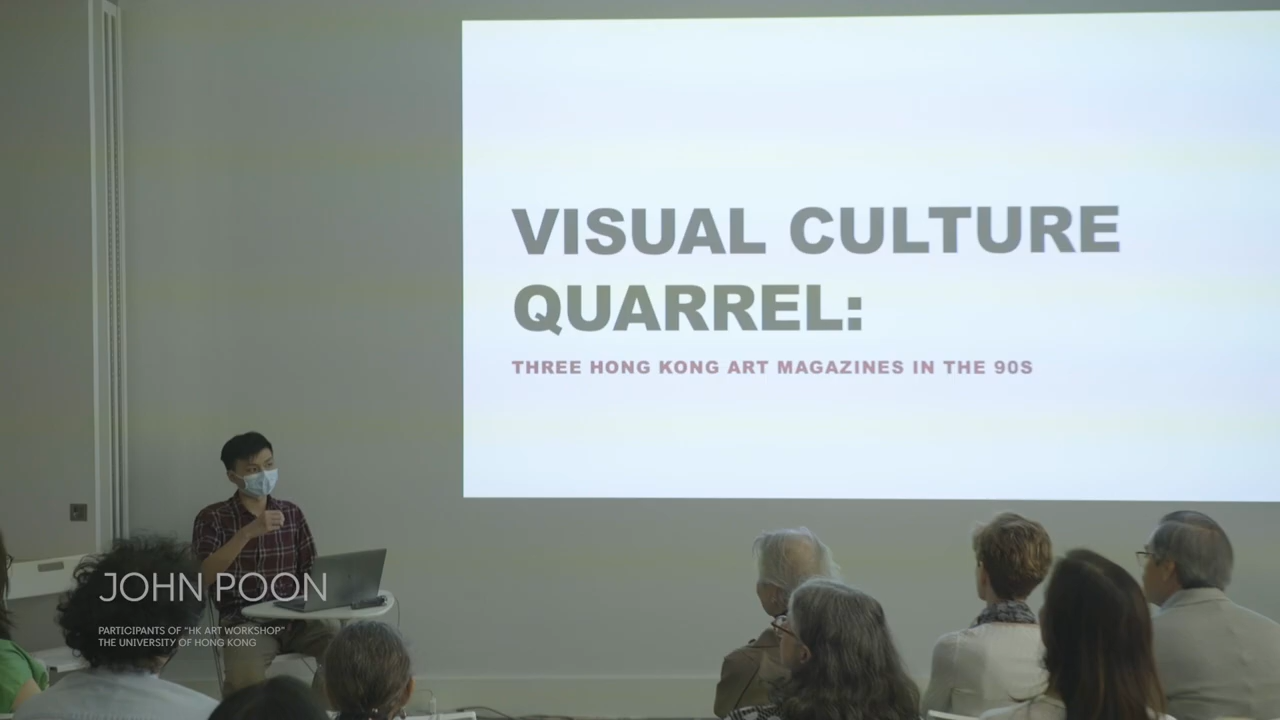 VISUAL CULTURE
QUARREL:
THREE HONG KONG ART MAGAZINES IN THE 90S
JOHN POON
PARTICIPANTS OF "HK ART WORKSHOP"
THE UNIVERSITY OF HONG KONG